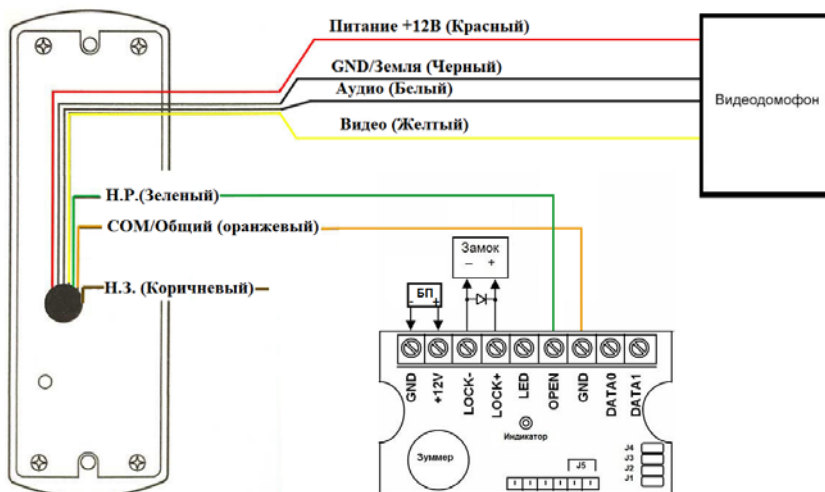 Питание +12В (Красный)
GND/Земля (Черный)
Аудио (Белый)
Видео (Желтый)
Видеодомофон
Н.Р.(Зеленый)
COM/Общий (оранжевый)
Н.З. (Коричневый)
Замок
– +
БП
- +
GND
+12V
LOCK-
LOCK+
LED
OPEN
GND
DATA0
DATA1
Индикатор
Зуммер
J5
J4
J3
J2
J1